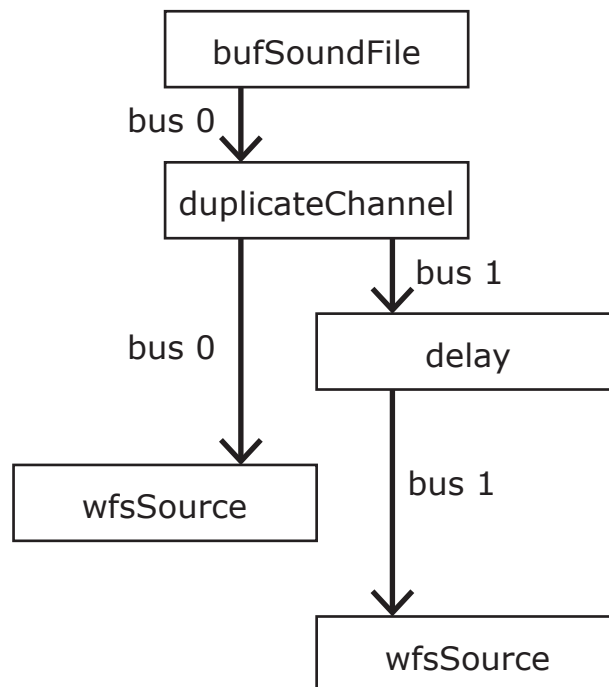 bufSoundFile
bus 0
duplicateChannel
bus 1
bus 0
delay
bus 1
wfsSource
wfsSource